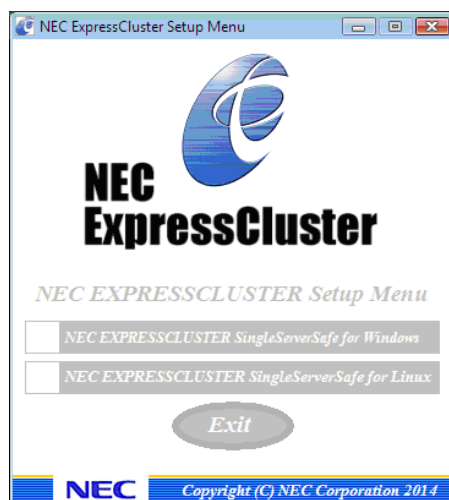 NEC ExpressCluster Setup Menu
NEC
ExpressCluster
NEC EXPRESSCLUSTER Setup Menu
NEC EXPRESSCLUSTER SingleServerSafe for Windows
NEC EXPRESSCLUSTER SingleServerSafe for Linux
Exit
NEC
Copyright (C) NEC Corporation 2014